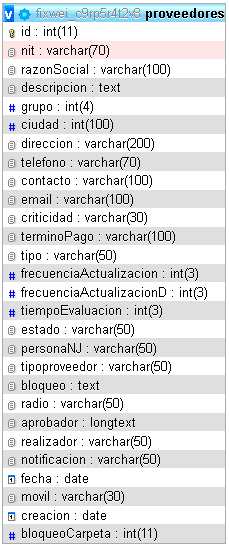 fixwei_c9rp5r4t2v8 proveedores
id : int(11)
nit : varchar(70)
razonSocial : varchar(100)
descripcion : text
grupo : int(4)
ciudad : int(100)
direccion : varchar(200)
telefono : varchar(70)
contacto : varchar(100)
email : varchar(100)
criticidad : varchar(30)
terminoPago : varchar(100)
tipo : varchar(50)
frecuenciaActualizacion : int(3)
frecuenciaActualizacionD : int(3)
tiempoEvaluacion : int(3)
estado : varchar(50)
personaNJ : varchar(50)
tipoproveedor : varchar(50)
bloqueo : text
radio : varchar(50)
aprobador : longtext
realizador : varchar(50)
notificacion : varchar(50)
fecha : date
movil : varchar(30)
creacion : date
bloqueoCarpeta : int(11)